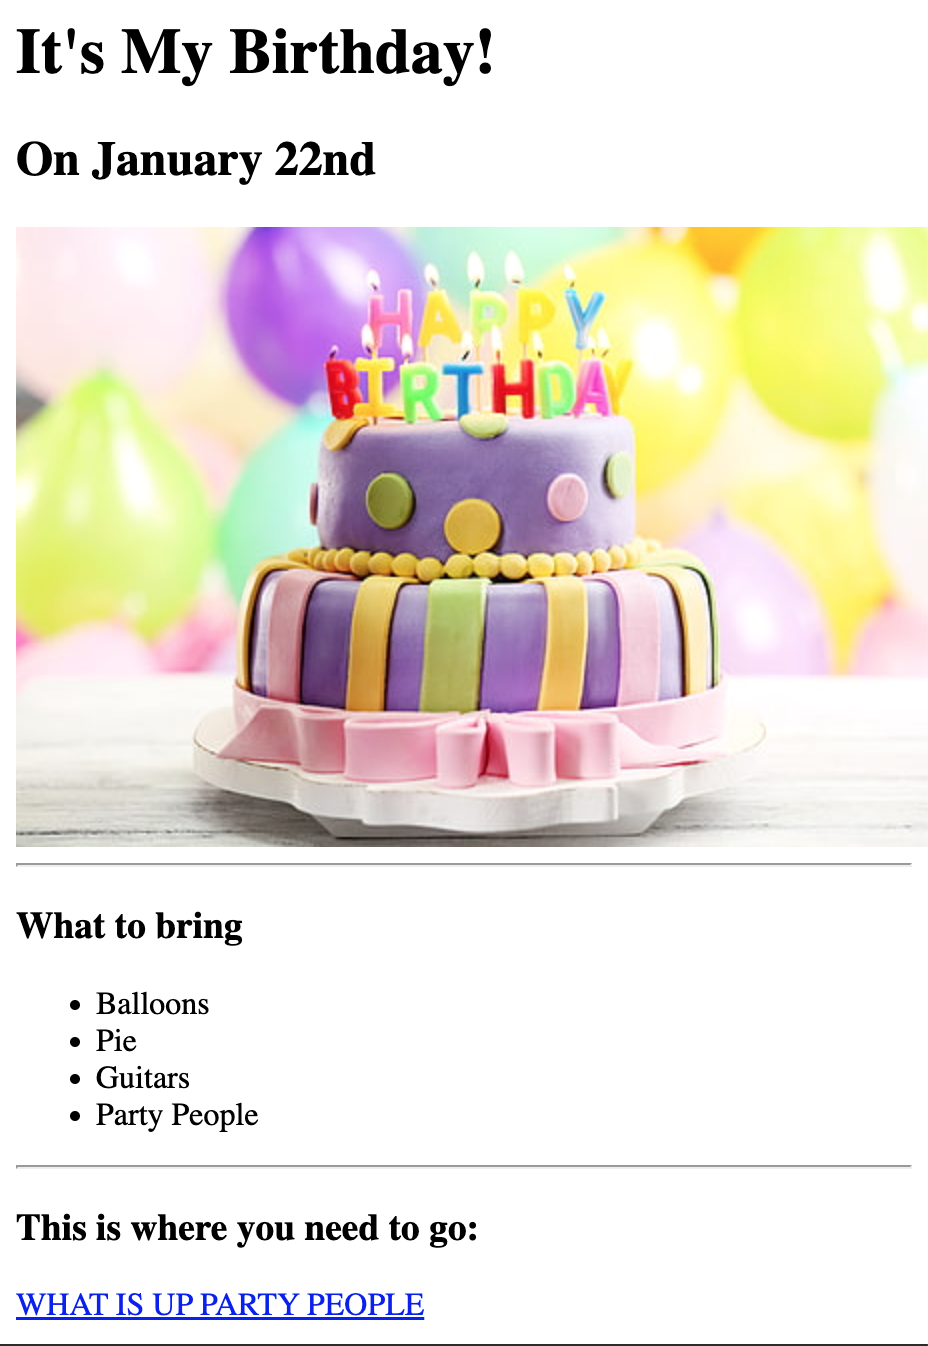 It's My Birthday!
On January 22nd
HAPPY
BIRTHDAY
What to bring
Balloons
Pie
Guitars
Party People
This is where you need to go:
WHAT IS UP PARTY PEOPLE